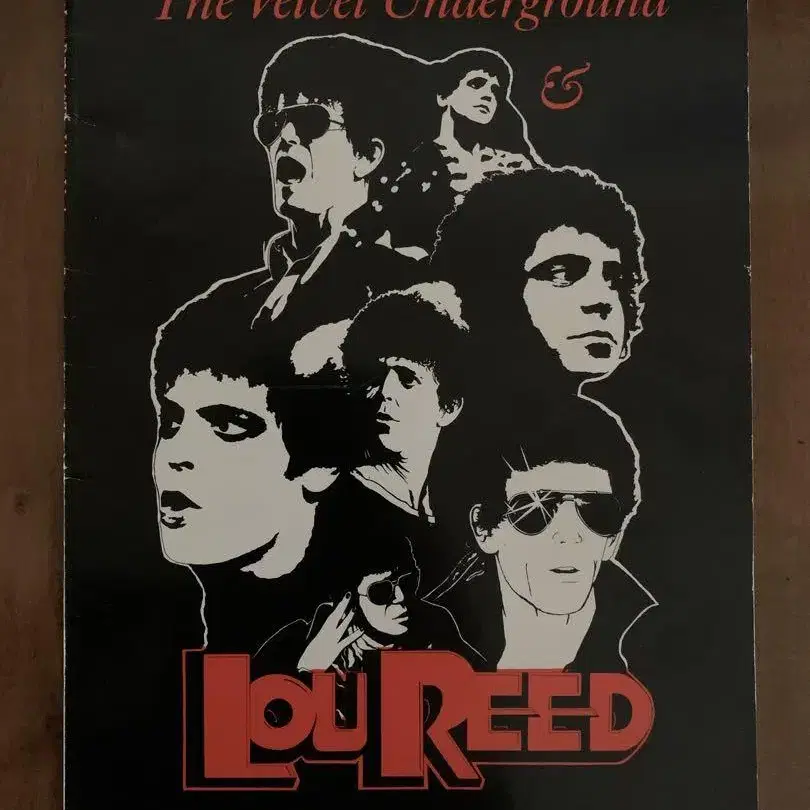 The Velvet Underground
&
LOU REED